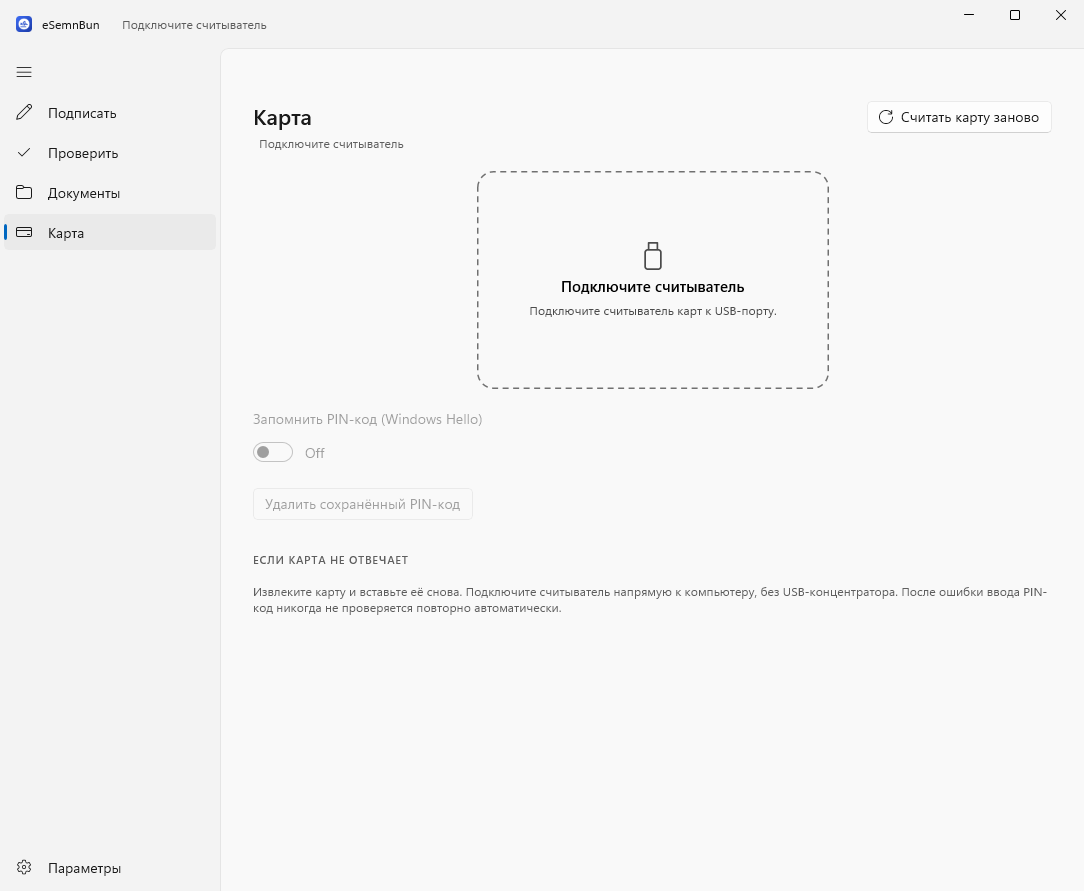 eSemnBun
Подключите считыватель
Подписать
Проверить
Документы
Карта
Параметры
Карта
Подключите считыватель
Считать карту заново
Подключите считыватель
Подключите считыватель карт к USB-порту.
Запомнить PIN-код (Windows Hello)
Off
Удалить сохранённый PIN-код
ЕСЛИ КАРТА НЕ ОТВЕЧАЕТ
Извлеките карту и вставьте её снова. Подключите считыватель напрямую к компьютеру, без USB-концентратора. После ошибки ввода PIN-
код никогда не проверяется повторно автоматически.